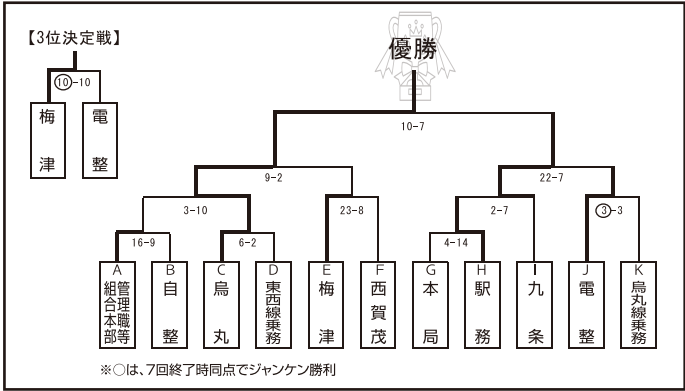 【3位決定戦】
優勝
⑩-10
梅津
電整
10-7
9-2
22-7
3-10
23-8
2-7
③-3
16-9
6-2
4-14
A
管理職等
組合本部
B
自整
C
烏丸
D
東西線乗務
E
梅津
F
西賀茂
G
本局
H
駅務
I
九条
J
電整
K
烏丸線乗務
※○は、7回終了時同点でジャンケン勝利